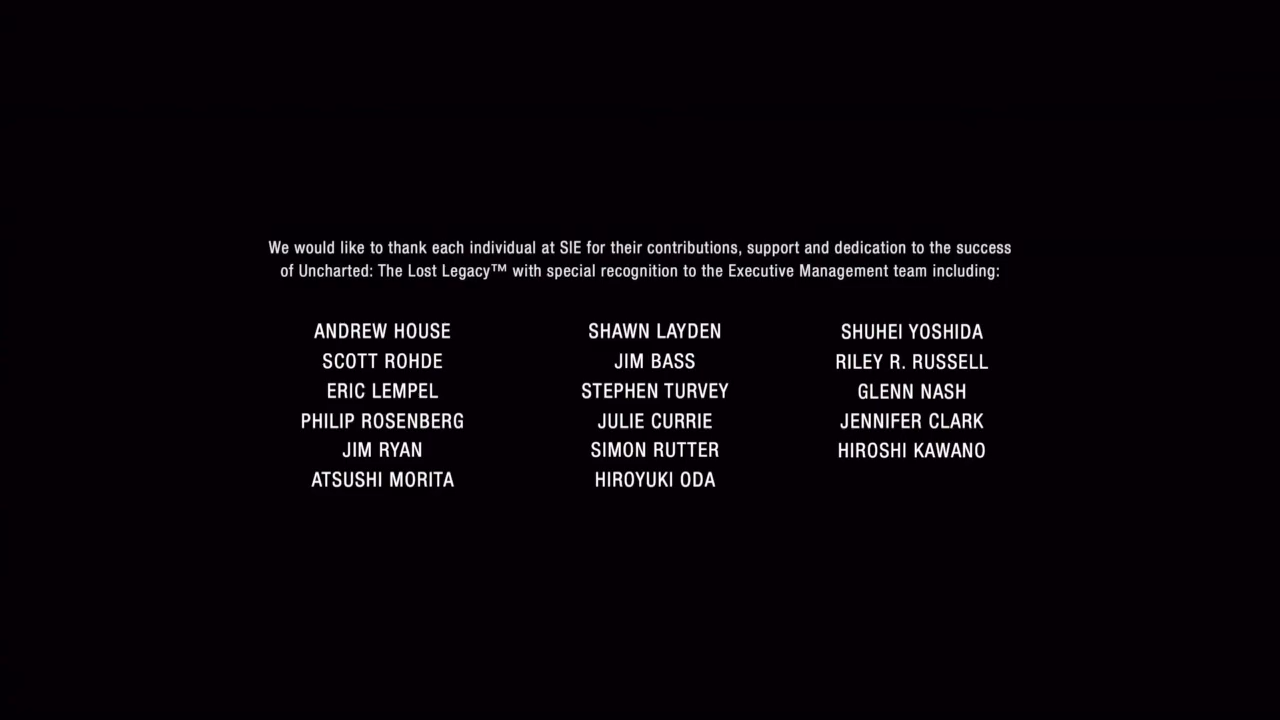 We would like to thank each individual at SIE for their contributions, support and dedication to the success
of Uncharted: The Lost Legacy™ with special recognition to the Executive Management team including:
ANDREW HOUSE SHAWN LAYDEN SHUHEI YOSHIDA
SCOTT ROHDE JIM BASS RILEY R. RUSSELL
ERIC LEMPEL STEPHEN TURVEY GLENN NASH
PHILIP ROSENBERG JULIE CURRIE JENNIFER CLARK
JIM RYAN SIMON RUTTER HIROSHI KAWANO
ATSUSHI MORITA HIROYUKI ODA